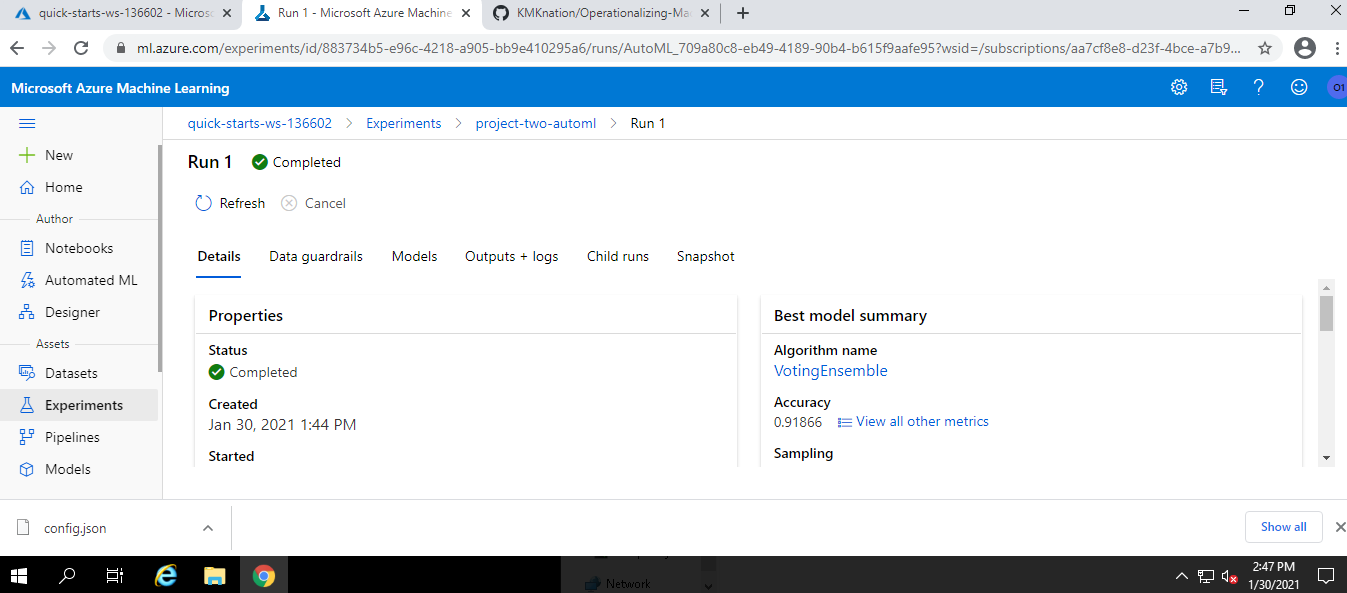 quick-starts-ws-136602 - Microso
Run 1 - Microsoft Azure Machine
KMKnation/Operationalizing-Mac
ml.azure.com/experiments/id/883734b5-e96c-4218-a905-bb9e410295a6/runs/AutoML_709a80c8-eb49-4189-90b4-b615f9aafe95?wsid=/subscriptions/aa7cf8e8-d23f-4bce-a7b9...
Microsoft Azure Machine Learning
?
O1
quick-starts-ws-136602 > Experiments > project-two-automl > Run 1
New
Home
Author
Notebooks
Automated ML
Designer
Assets
Datasets
Experiments
Pipelines
Models
Run 1 Completed
Refresh Cancel
Details Data guardrails Models Outputs + logs Child runs Snapshot
Properties
Status
Completed
Created
Jan 30, 2021 1:44 PM
Started
Best model summary
Algorithm name
VotingEnsemble
Accuracy
0.91866 View all other metrics
Sampling
config.json
Show all
Network
2:47 PM
1/30/2021